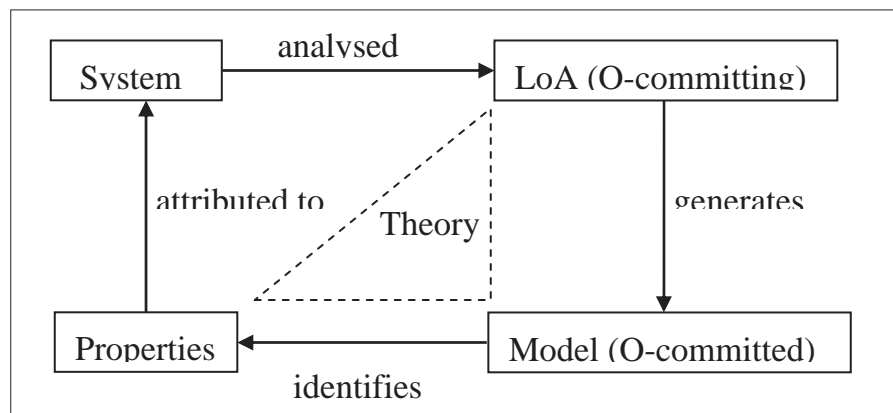 analysed
System
LoA (O-committing)
attributed to
generates
Theory
Properties
Model (O-committed)
identifies